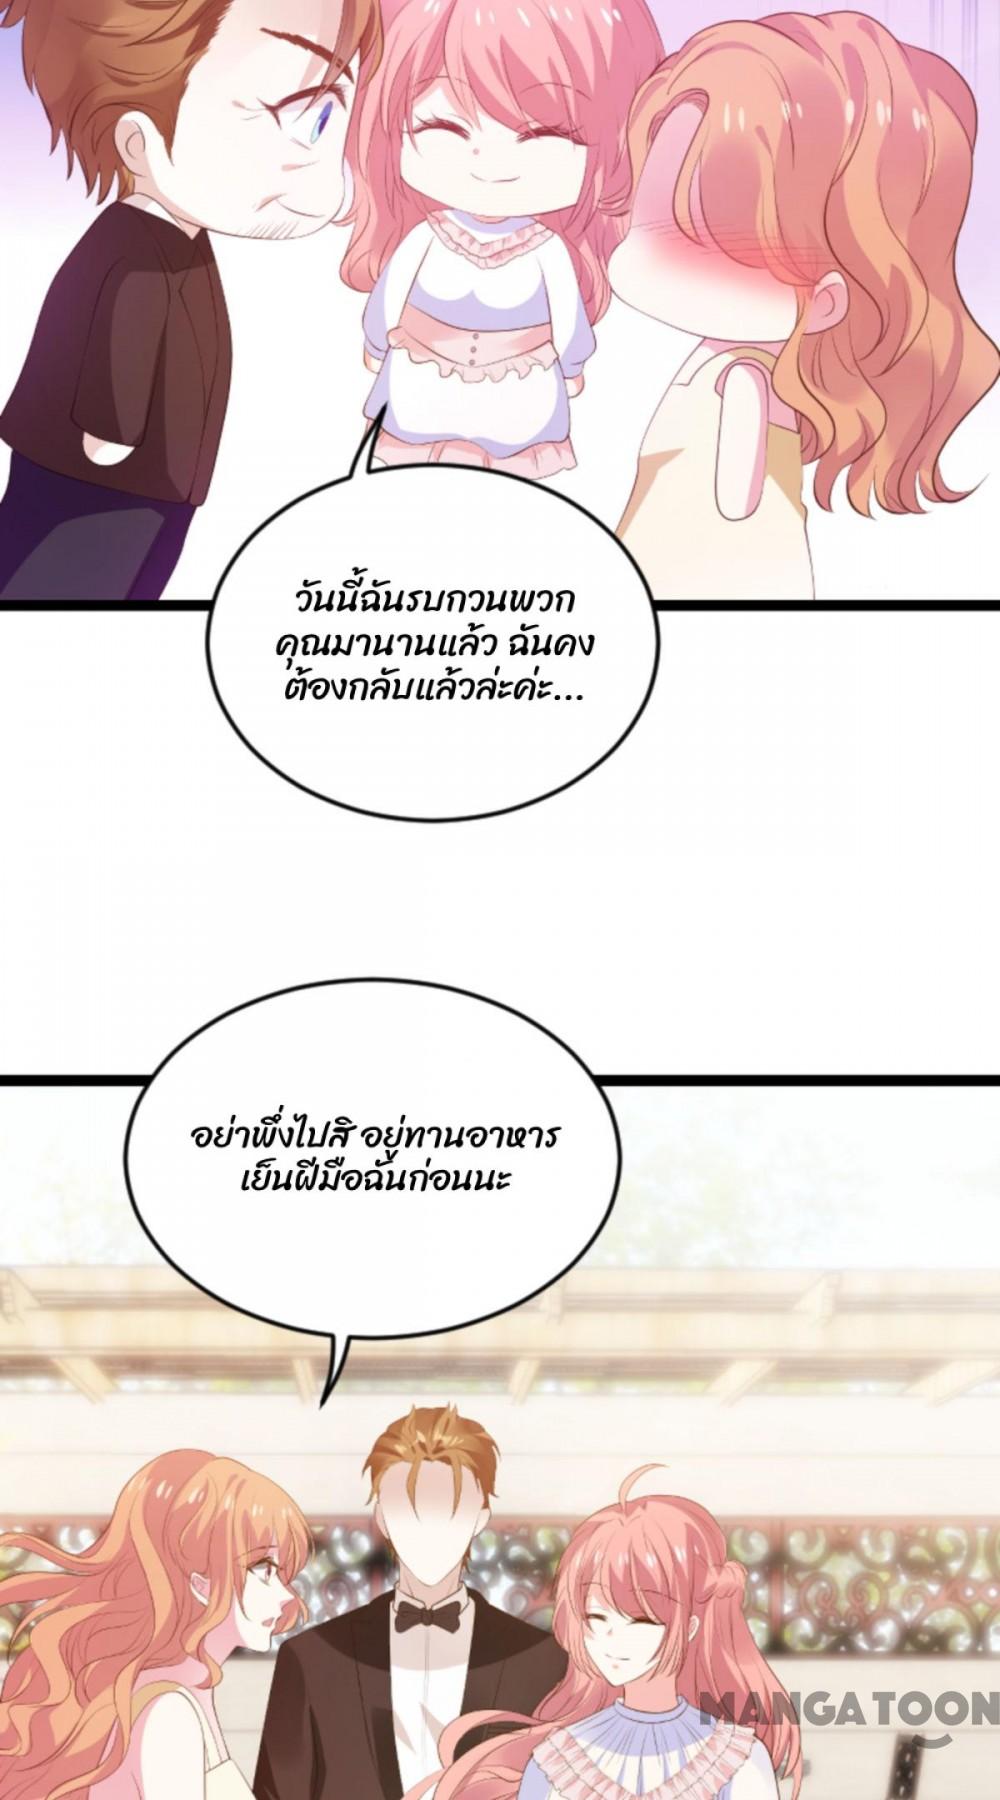 วันนี้ฉันรบกวนพวก
คุณมานานแล้ว ฉันคง
ต้องกลับแล้วล่ะค่ะ...
อย่าพึ่งไปสิ อยู่ทานอาหาร
เย็นฝีมือฉันก่อนนะ
MANGATOON